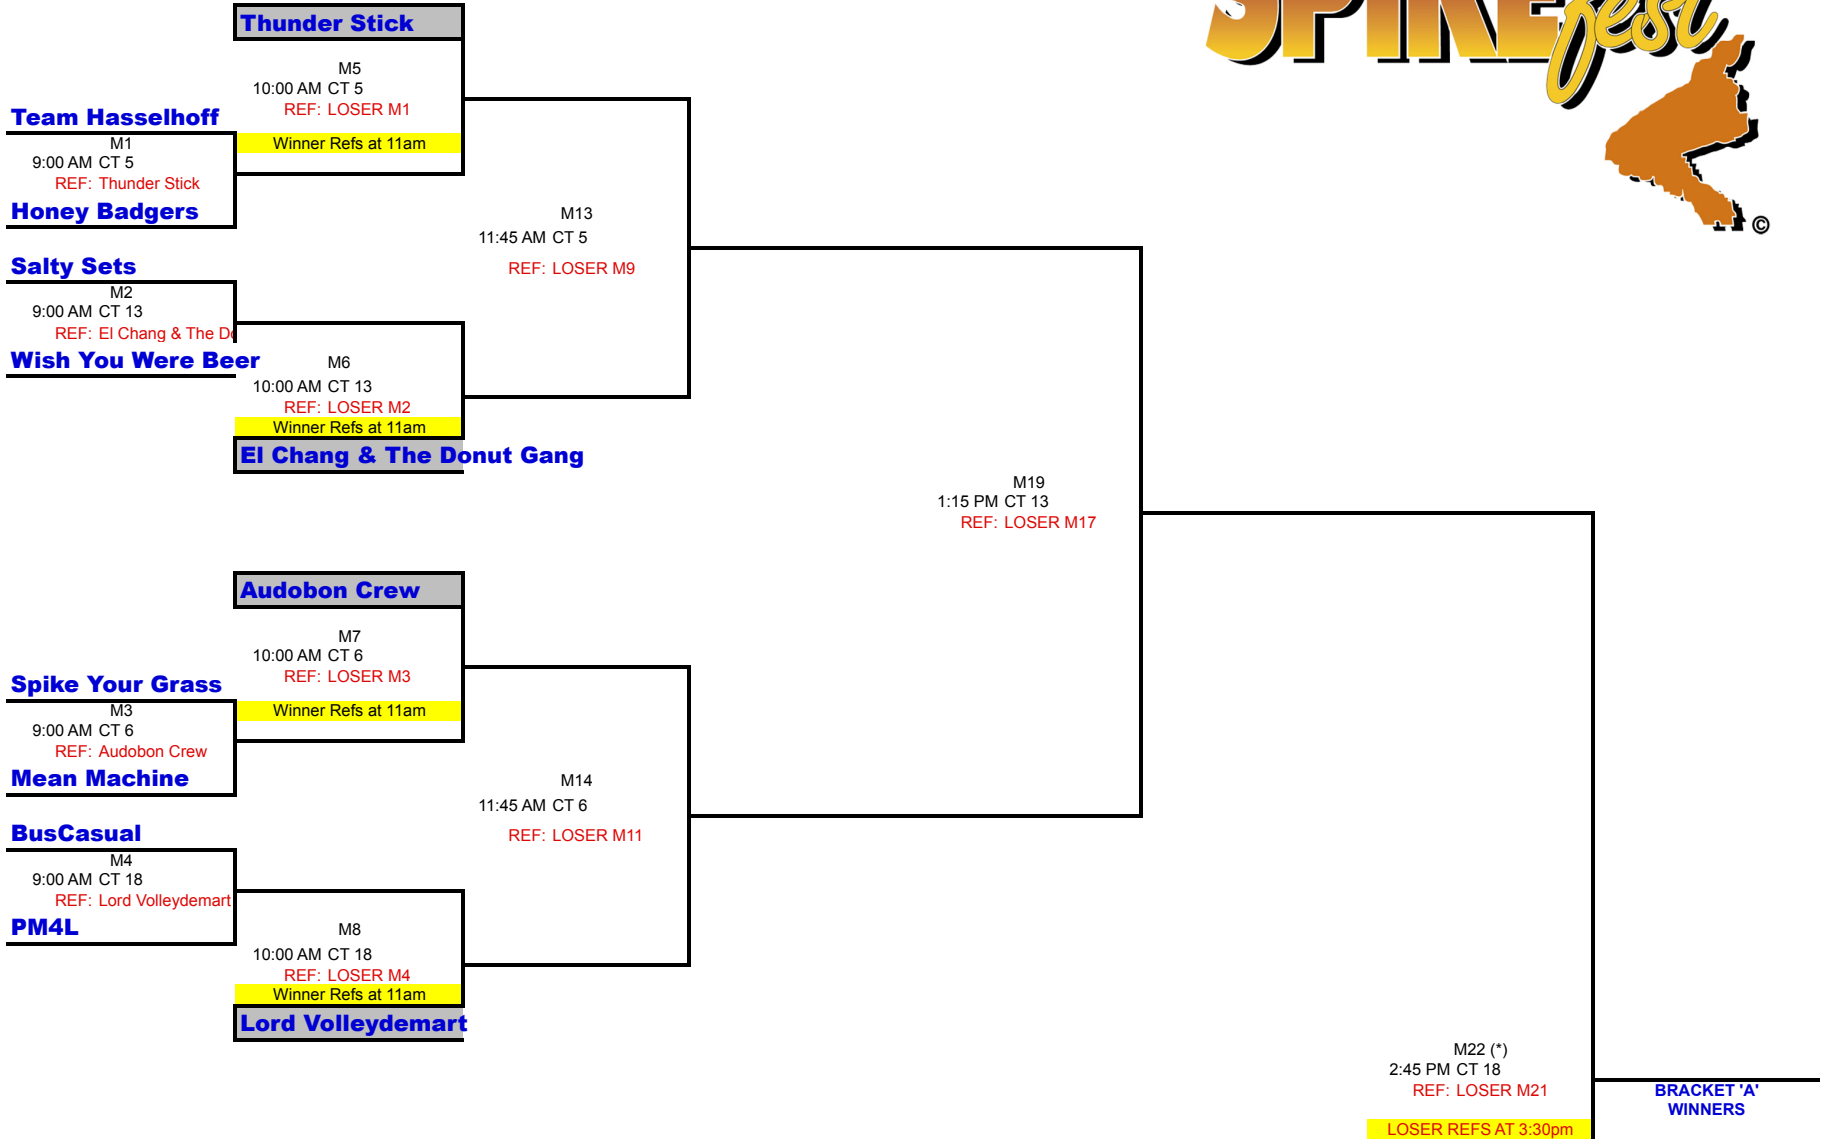 SPIKE fest
©
Thunder Stick
M5
10:00 AM CT 5
REF: LOSER M1
Winner Refs at 11am
Team Hasselhoff
M1
9:00 AM CT 5
REF: Thunder Stick
Honey Badgers
M13
11:45 AM CT 5
REF: LOSER M9
Salty Sets
M2
9:00 AM CT 13
REF: El Chang & The Do
Wish You Were Beer
M6
10:00 AM CT 13
REF: LOSER M2
Winner Refs at 11am
El Chang & The Donut Gang
M19
1:15 PM CT 13
REF: LOSER M17
Audobon Crew
M7
10:00 AM CT 6
REF: LOSER M3
Winner Refs at 11am
Spike Your Grass
M3
9:00 AM CT 6
REF: Audobon Crew
Mean Machine
M14
11:45 AM CT 6
REF: LOSER M11
BusCasual
M4
9:00 AM CT 18
REF: Lord Volleydemart
PM4L
M8
10:00 AM CT 18
REF: LOSER M4
Winner Refs at 11am
Lord Volleydemart
M22 (*)
2:45 PM CT 18
REF: LOSER M21
LOSER REFS AT 3:30pm
BRACKET 'A'
WINNERS